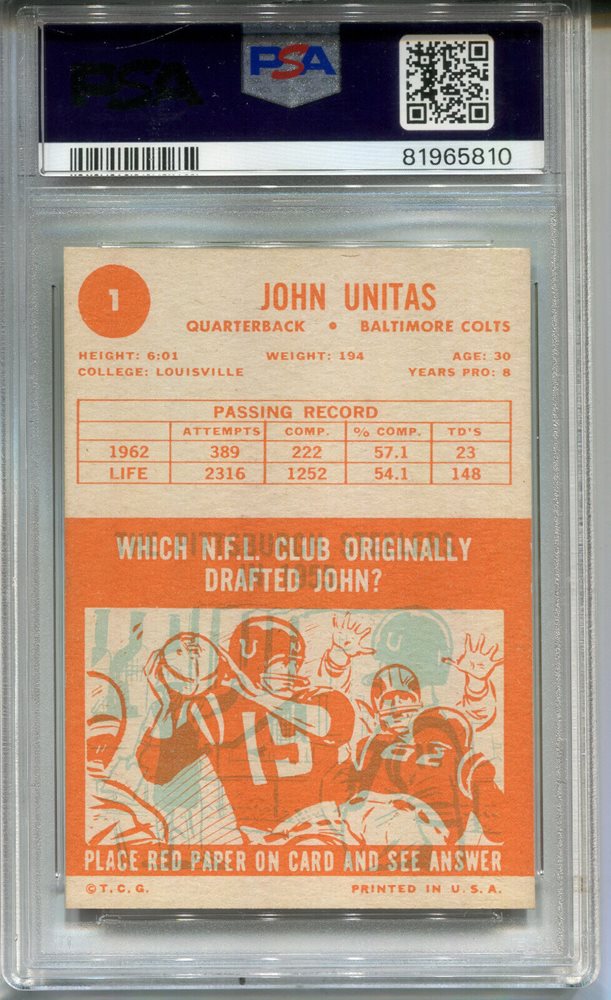 PSA
PSA
81965810
1
JOHN UNITAS
QUARTERBACK • BALTIMORE COLTS
HEIGHT: 6:01 WEIGHT: 194 AGE: 30
COLLEGE: LOUISVILLE YEARS PRO: 8
PASSING RECORD
ATTEMPTS COMP. % COMP. TD'S
1962 389 222 57.1 23
LIFE 2316 1252 54.1 148
WHICH N.F.L. CLUB ORIGINALLY
DRAFTED JOHN?
19
82
PLACE RED PAPER ON CARD AND SEE ANSWER
©T.C.G. PRINTED IN U.S.A.